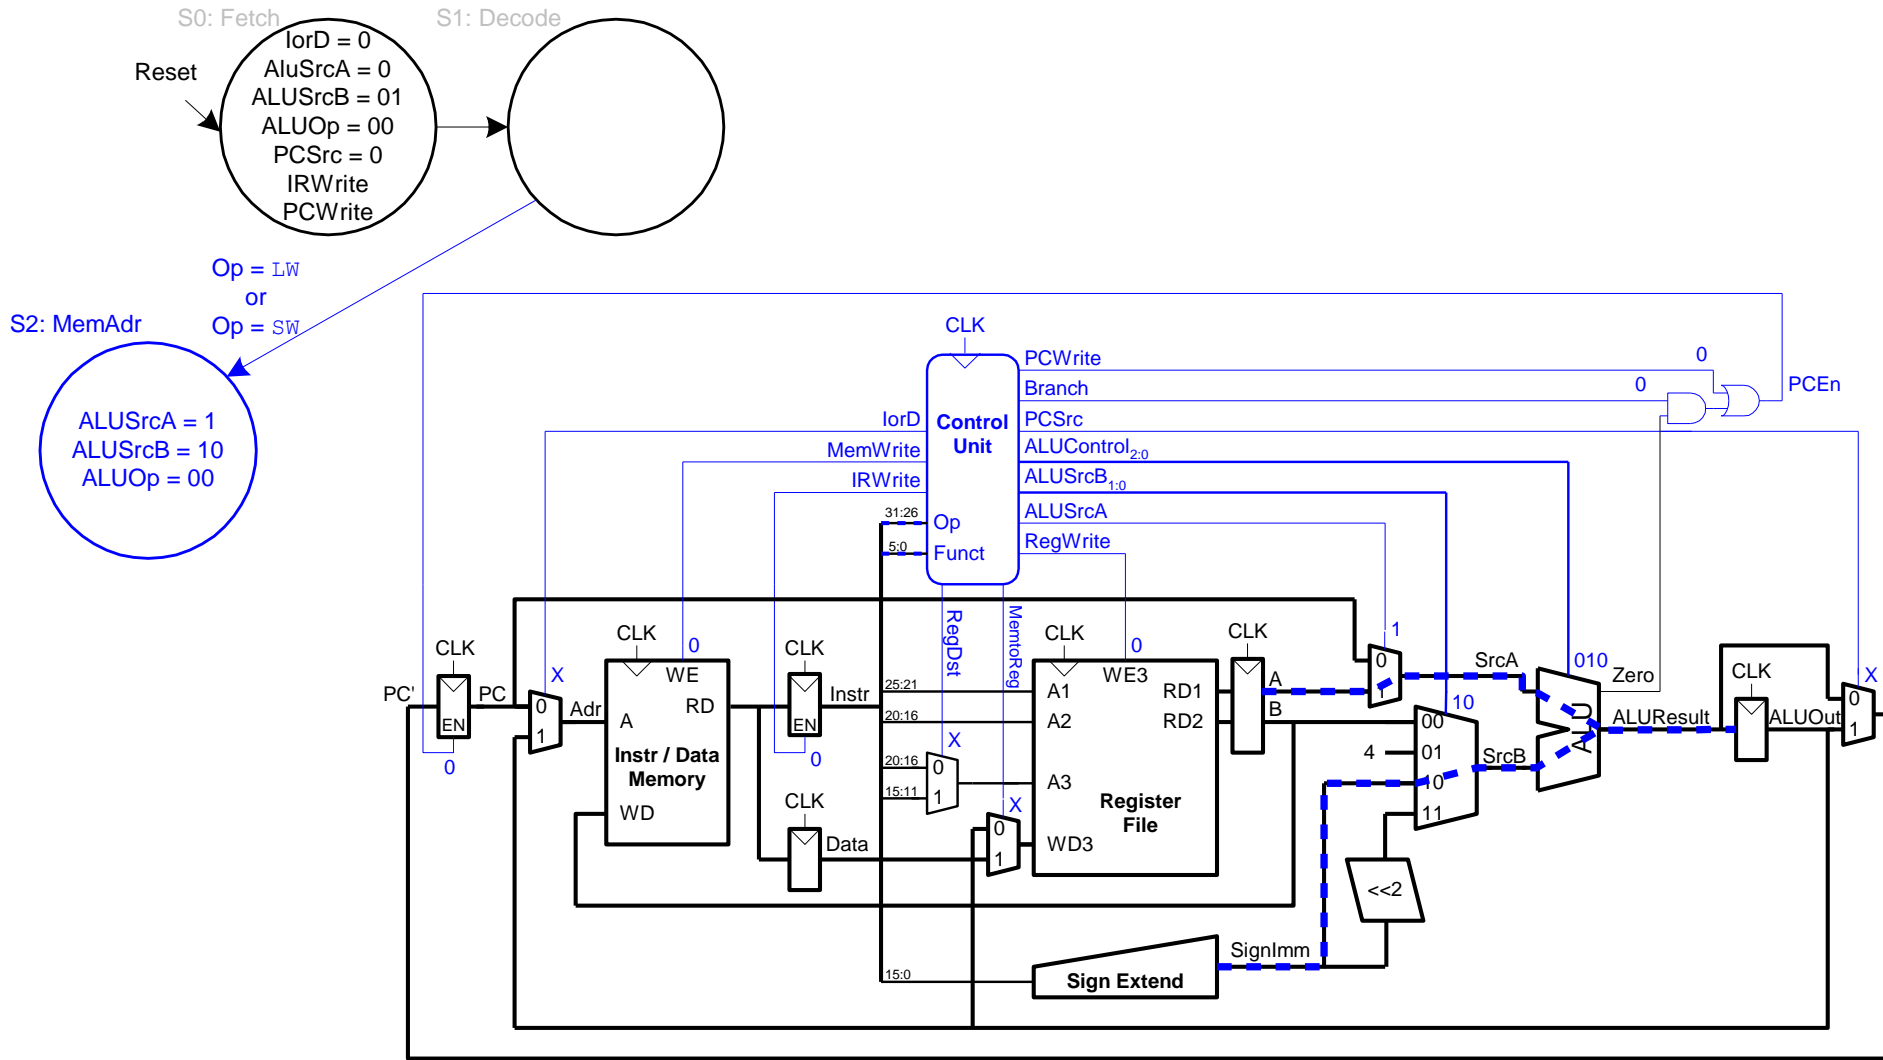 S0: Fetch
S1: Decode
Reset
IorD = 0
AluSrcA = 0
ALUSrcB = 01
ALUOp = 00
PCSrc = 0
IRWrite
PCWrite
Op = LW
or
Op = SW
S2: MemAdr
ALUSrcA = 1
ALUSrcB = 10
ALUOp = 00
CLK
PCWrite
0
Branch
0
PCEn
IorD
Control
Unit
PCSrc
MemWrite
ALUControl2:0
IRWrite
ALUSrcB1:0
31:26
Op
ALUSrcA
5:0
Funct
RegWrite
RegDst
MemtoReg
CLK
CLK
CLK
CLK
CLK
0
0
1
PC'
PC
EN
0
X
0
1
Adr
WE
A
RD
Instr / Data
Memory
WD
EN
Instr
0
CLK
Data
25:21
20:16
20:16
15:11
X
0
1
X
0
1
A1
A2
A3
WD3
WE3
RD1
RD2
Register
File
A
B
0
1
SrcA
10
00
4
01
10
11
SrcB
<<2
010
ALU
Zero
ALUResult
CLK
ALUOut
X
0
1
15:0
Sign Extend
SignImm